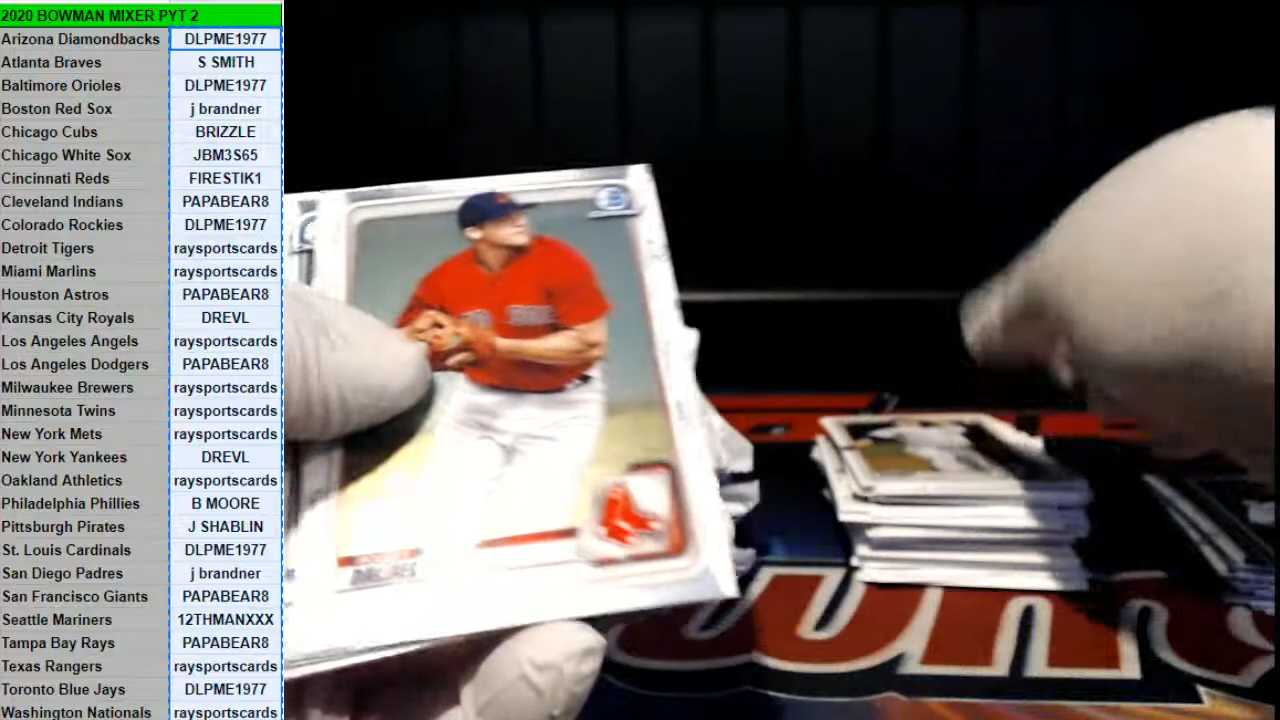 2020 BOWMAN MIXER PYT 2
Arizona Diamondbacks DLPME1977
Atlanta Braves S SMITH
Baltimore Orioles DLPME1977
Boston Red Sox j brandner
Chicago Cubs BRIZZLE
Chicago White Sox JBM3S65
Cincinnati Reds FIRESTIK1
Cleveland Indians PAPABEAR8
Colorado Rockies DLPME1977
Detroit Tigers raysportscards
Miami Marlins raysportscards
Houston Astros PAPABEAR8
Kansas City Royals DREVL
Los Angeles Angels raysportscards
Los Angeles Dodgers PAPABEAR8
Milwaukee Brewers raysportscards
Minnesota Twins raysportscards
New York Mets raysportscards
New York Yankees DREVL
Oakland Athletics raysportscards
Philadelphia Phillies B MOORE
Pittsburgh Pirates J SHABLIN
St. Louis Cardinals DLPME1977
San Diego Padres j brandner
San Francisco Giants PAPABEAR8
Seattle Mariners 12THMANXXX
Tampa Bay Rays PAPABEAR8
Texas Rangers raysportscards
Toronto Blue Jays DLPME1977
Washington Nationals raysportscards